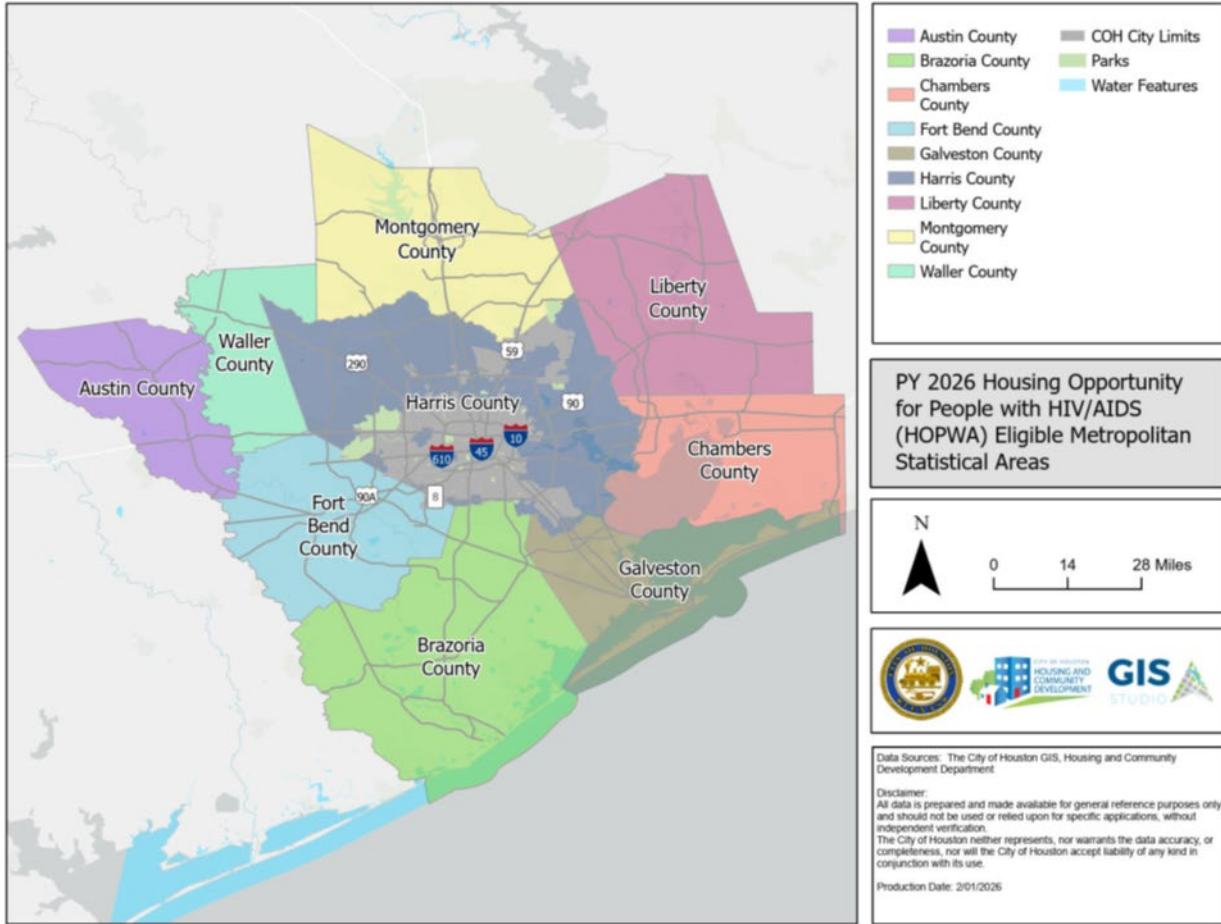 Montgomery
County
Liberty
County
Waller
County
Austin County
290
59
Harris County
90
10
45
610
Chambers
County
90A
8
Fort
Bend
County
Galveston
County
Brazoria
County
Austin County
Brazoria County
Chambers
County
Fort Bend County
Galveston County
Harris County
Liberty County
Montgomery
County
Waller County
COH City Limits
Parks
Water Features
PY 2026 Housing Opportunity
for People with HIV/AIDS
(HOPWA) Eligible Metropolitan
Statistical Areas
N
0 14 28 Miles
CITY OF HOUSTON
HOUSING AND
COMMUNITY
DEVELOPMENT
GIS
STUDIO
Data Sources: The City of Houston GIS, Housing and Community
Development Department
Disclaimer:
All data is prepared and made available for general reference purposes only
and should not be used or relied upon for specific applications, without
independent verification.
The City of Houston neither represents, nor warrants the data accuracy, or
completeness, nor will the City of Houston accept liability of any kind in
conjunction with its use.
Production Date: 2/01/2026